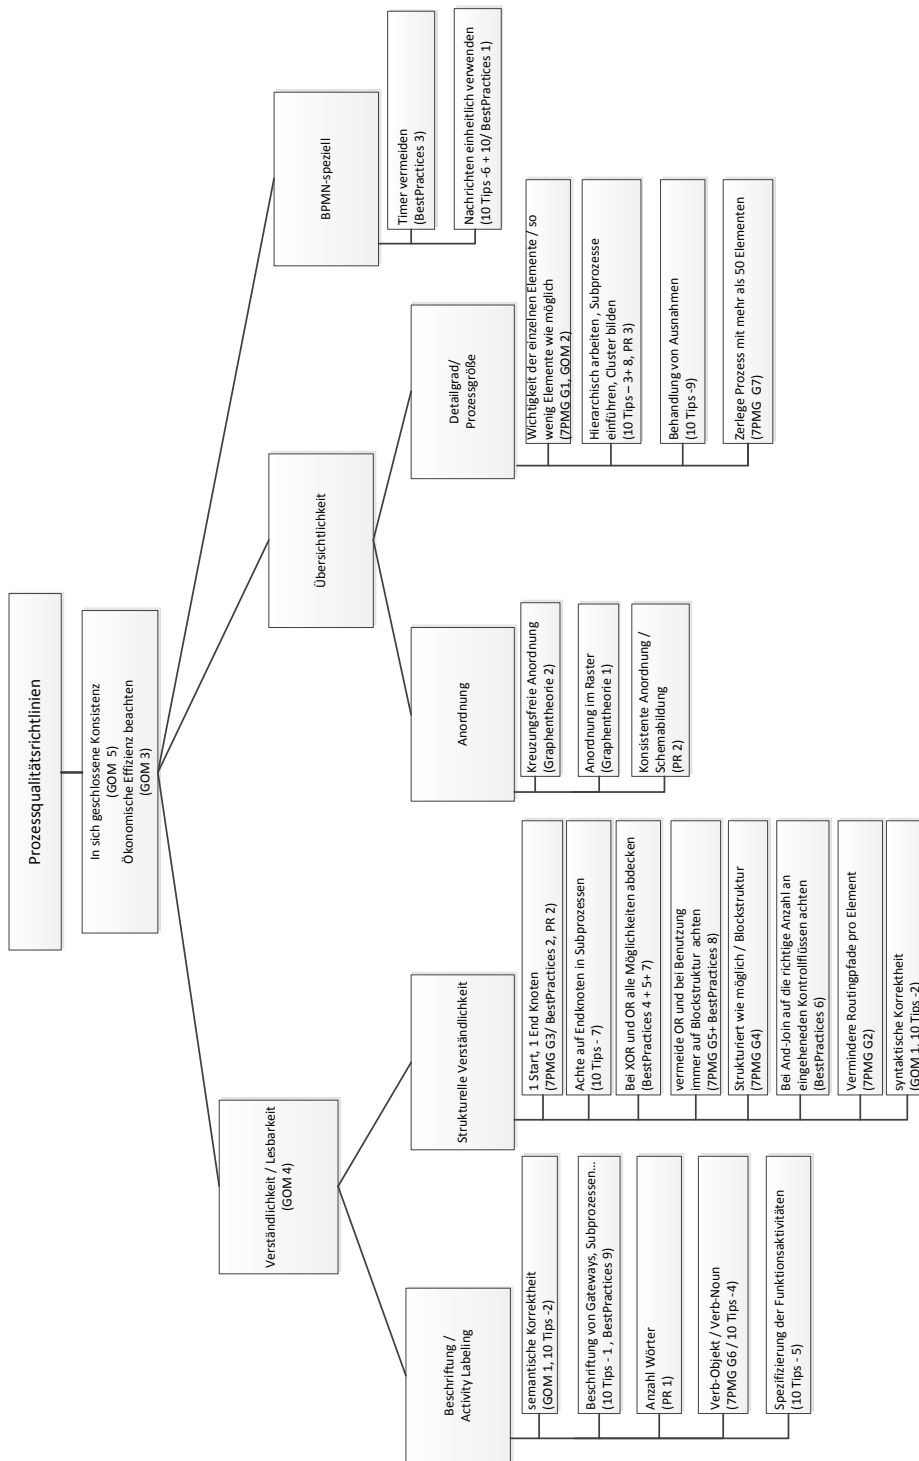 Prozessqualitätsrichtlinien
In sich geschlossene Konsistenz
(GOM 5)
Ökonomische Effizienz beachten
(GOM 3)
Verständlichkeit / Lesbarkeit
(GOM 4)
Beschriftung /
Activity Labeling
semantische Korrektheit
(GOM 1, 10 Tips -2)
Beschriftung von Gateways, Subprozessen...
(10 Tips - 1 , BestPractices 9)
Anzahl Wörter
(PR 1)
Verb-Objekt / Verb-Noun
(7PMG G6 / 10 Tips -4)
Spezifizierung der Funktionsaktivitäten
(10 Tips - 5)
Strukturelle Verständlichkeit
1 Start, 1 End Knoten
(7PMG G3/ BestPractices 2, PR 2)
Achte auf Endknoten in Subprozessen
(10 Tips - 7)
Bei XOR und OR alle Möglichkeiten abdecken
(BestPractices 4 + 5+ 7)
vermeide OR und bei Benutzung
immer auf Blockstruktur achten
(7PMG G5+ BestPractices 8)
Strukturiert wie möglich / Blockstruktur
(7PMG G4)
Bei And-Join auf die richtige Anzahl an
eingeheneden Kontrollflüssen achten
(BestPractices 6)
Vermindere Routingpfade pro Element
(7PMG G2)
syntaktische Korrektheit
(GOM 1, 10 Tips -2)
Übersichtlichkeit
Anordnung
Kreuzungsfreie Anordnung
(Graphentheorie 2)
Anordnung im Raster
(Graphentheorie 1)
Konsistente Anordnung /
Schemabildung
(PR 2)
Detailgrad/
Prozessgröße
Wichtigkeit der einzelnen Elemente / so
wenig Elemente wie möglich
(7PMG G1, GOM 2)
Hierarchisch arbeiten , Subprozesse
einführen, Cluster bilden
(10 Tips – 3+ 8, PR 3)
Behandlung von Ausnahmen
(10 Tips -9)
Zerlege Prozess mit mehr als 50 Elementen
(7PMG G7)
BPMN-speziell
Timer vermeiden
(BestPractices 3)
Nachrichten einheitlich verwenden
(10 Tips -6 + 10/ BestPractices 1)